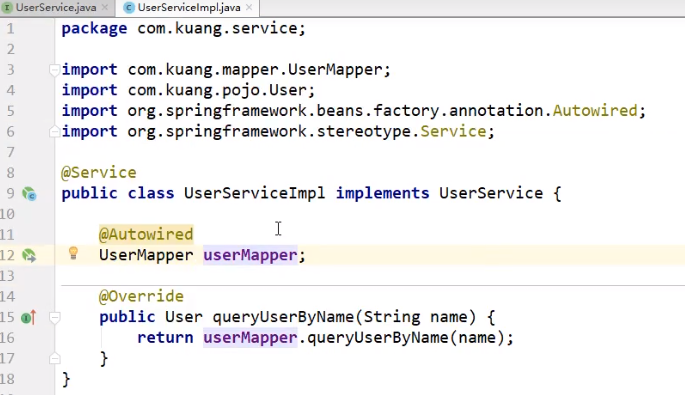 UserService.java × UserServiceImpl.java ×
1 package com.kuang.service;
2
3 import com.kuang.mapper.UserMapper;
4 import com.kuang.pojo.User;
5 import org.springframework.beans.factory.annotation.Autowired;
6 import org.springframework.stereotype.Service;
7
8 @Service
9 public class UserServiceImpl implements UserService {
10
11 @Autowired
12 UserMapper userMapper;
13
14 @Override
15 public User queryUserByName(String name) {
16 return userMapper.queryUserByName(name);
17 }
18 }